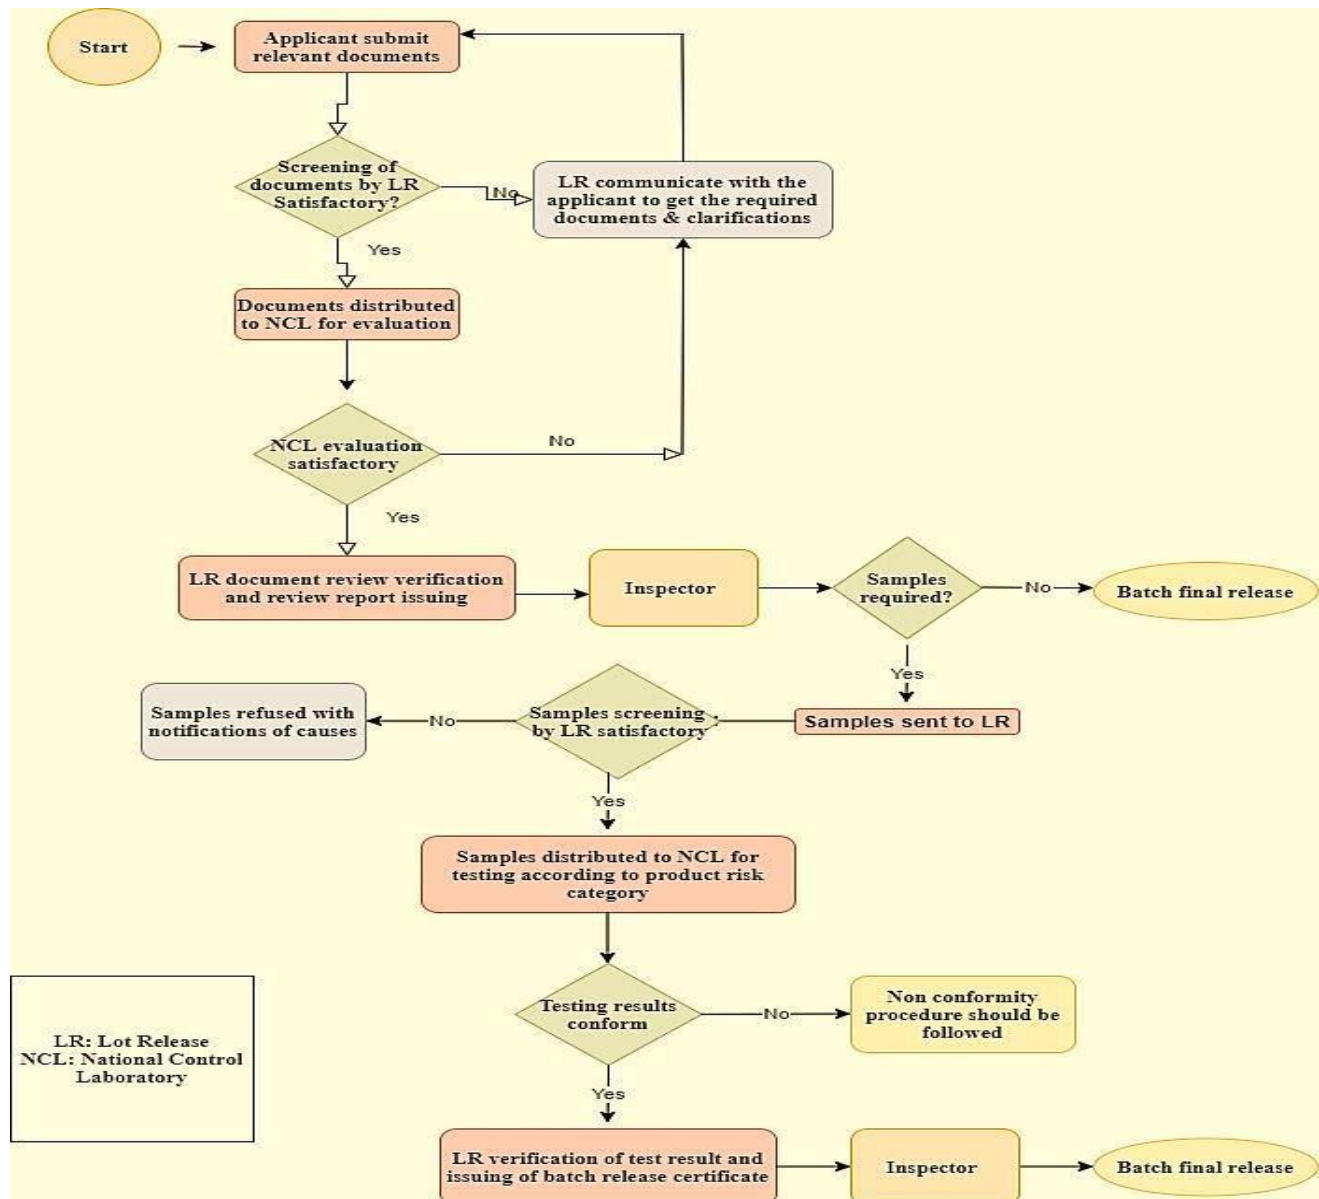 Start
Applicant submit
relevant documents
Screening of
documents by LR
Satisfactory?
No
LR communicate with the
applicant to get the required
documents & clarifications
Yes
Documents distributed
to NCL for evaluation
NCL evaluation
satisfactory
No
Yes
LR document review verification
and review report issuing
Inspector
Samples
required?
No
Batch final release
Yes
Samples sent to LR
Samples screening
by LR satisfactory
No
Samples refused with
notifications of causes
Yes
Samples distributed to NCL for
testing according to product risk
category
Testing results
conform
No
Non conformity
procedure should be
followed
Yes
LR: Lot Release
NCL: National Control
Laboratory
LR verification of test result and
issuing of batch release certificate
Inspector
Batch final release